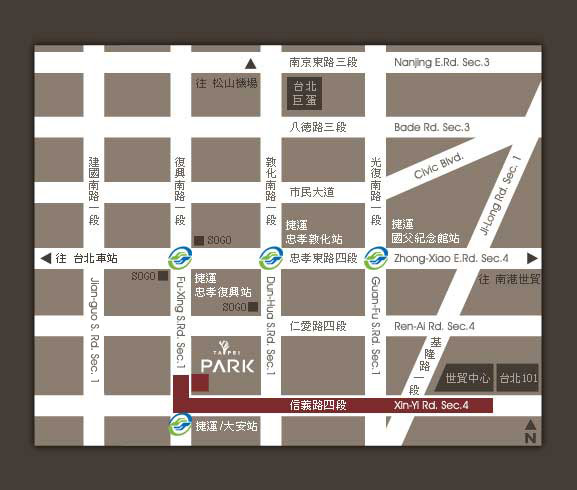 南京東路三段 Nanjing E.Rd. Sec.3
往 松山機場
台北
巨蛋
八德路三段 Bade Rd. Sec.3
Civic Blvd.
建國南路一段
復興南路一段
敦化南路一段
光復南路一段
Ji-Long Rd. Sec. 1
市民大道
捷運
忠孝敦化站
捷運
國父紀念館站
SOGO
往 台北車站
忠孝東路四段 Zhong-Xiao E.Rd. Sec.4
SOGO
捷運
忠孝復興站
往 南港世貿
SOGO
Jian-guo S. Rd. Sec. 1
Fu-Xing S.Rd. Sec.1
Dun-Hua S.Rd. Sec.1
Guan-Fu S.Rd. Sec.1
仁愛路四段 Ren-Ai Rd. Sec.4
基隆路一段
TAIPEI
PARK
世貿中心
台北101
信義路四段 Xin-Yi Rd. Sec.4
捷運/大安站
N